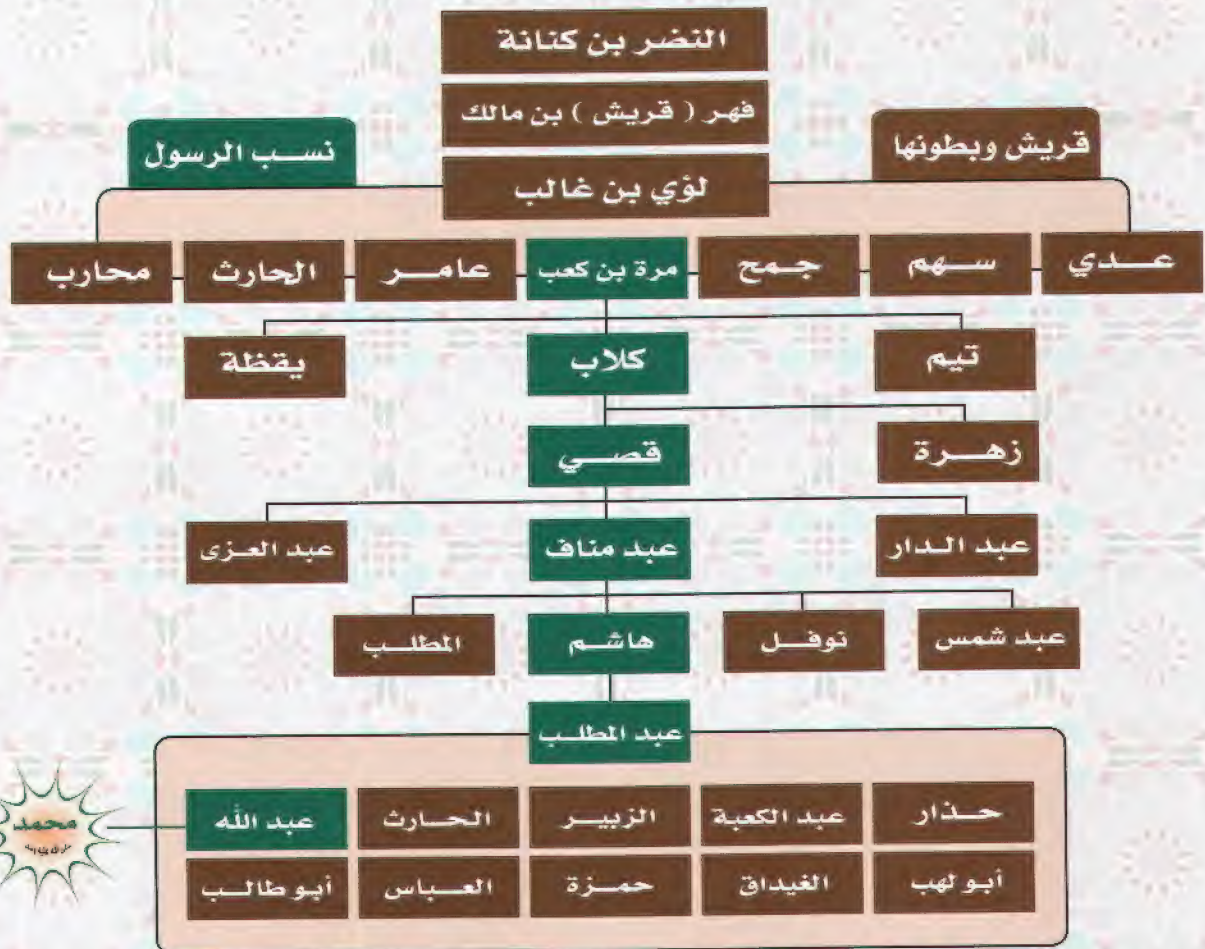 النضر بن كنانة
فهر ( قريش ) بن مالك
قريش وبطونها
نسب الرسول
لؤي بن غالب
عدي
سهم
جمح
مرة بن كعب
عامر
الحارث
محارب
تيم
كلاب
يقظة
زهرة
قصي
عبد الدار
عبد مناف
عبد العزى
عبد شمس
نوفل
هاشم
المطلب
عبد المطلب
حذار
عبد الكعبة
الزبير
الحارث
عبد الله
محمد
أبو لهب
الغيداق
حمزة
العباس
أبو طالب